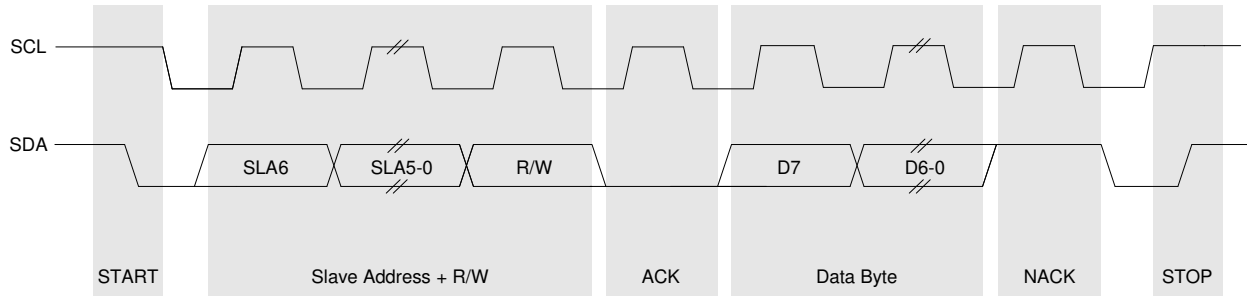 SCL
SDA
SLA6 SLA5-0 R/W D7 D6-0
START Slave Address + R/W ACK Data Byte NACK STOP